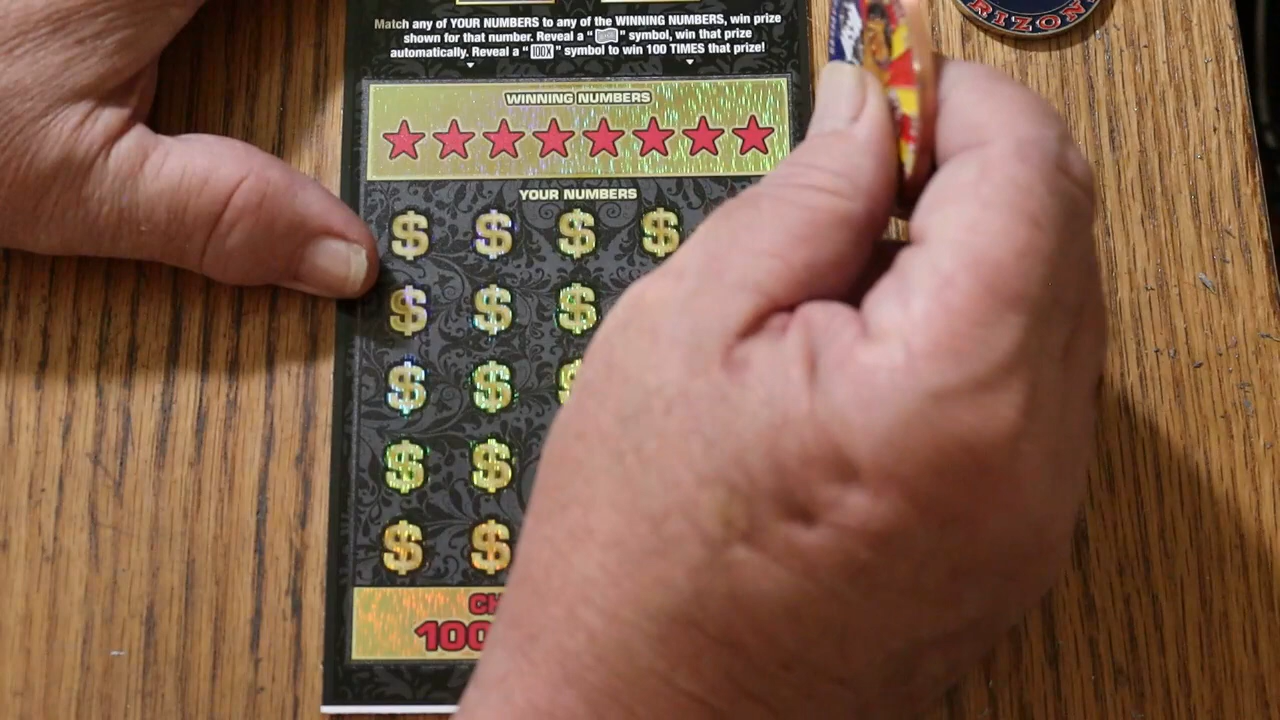 Match any of YOUR NUMBERS to any of the WINNING NUMBERS, win prize
shown for that number. Reveal a " " symbol, win that prize
automatically. Reveal a "100X" symbol to win 100 TIMES that prize!
WINNING NUMBERS
YOUR NUMBERS
$ $ $ $
$ $ $
$ $ $
$ $
$ $
100
RIZON